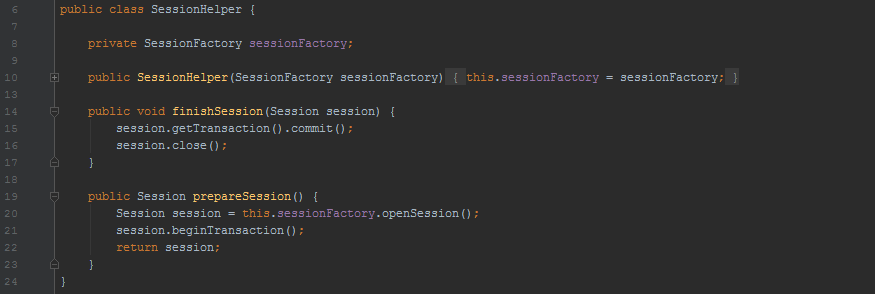 6 public class SessionHelper {
7
8 private SessionFactory sessionFactory;
9
10 public SessionHelper(SessionFactory sessionFactory) { this.sessionFactory = sessionFactory; }
13
14 public void finishSession(Session session) {
15 session.getTransaction().commit();
16 session.close();
17 }
18
19 public Session prepareSession() {
20 Session session = this.sessionFactory.openSession();
21 session.beginTransaction();
22 return session;
23 }
24 }